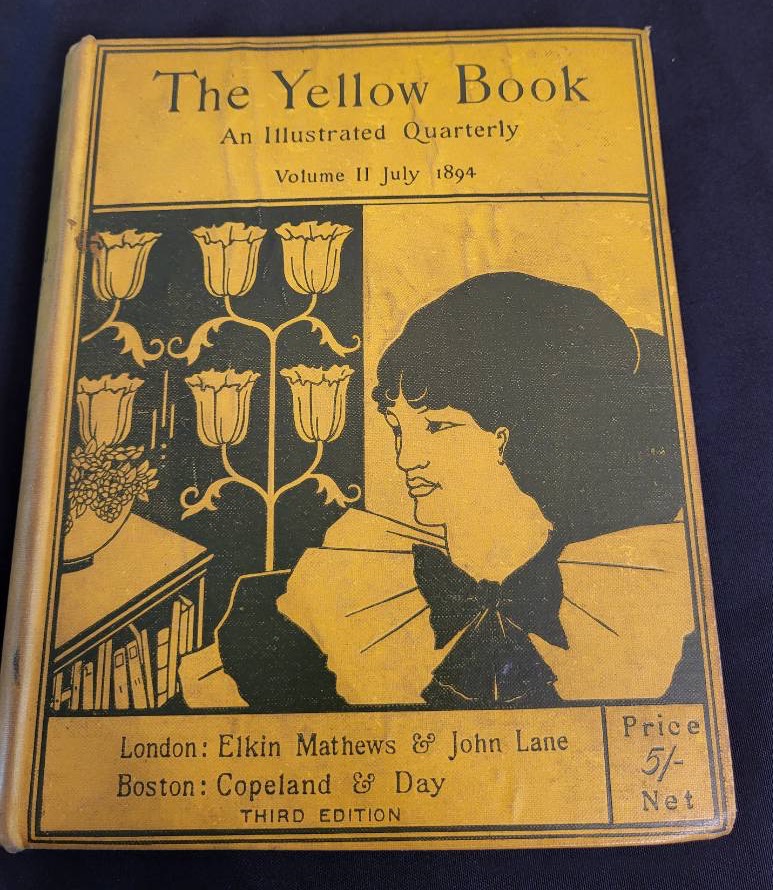 The Yellow Book
An Illustrated Quarterly
Volume II July 1894
London: Elkin Mathews & John Lane
Boston: Copeland & Day
THIRD EDITION
Price
5/-
Net